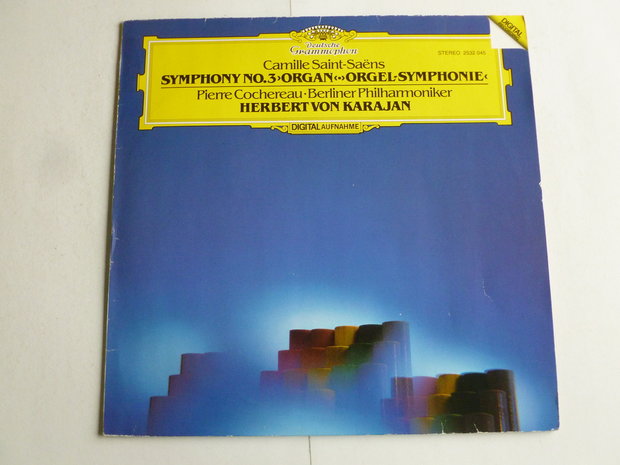 Deutsche
Grammophon
STEREO 2532 045
DIGITAL
Camille Saint-Saëns
SYMPHONY NO.3 ›ORGAN‹ · ›ORGEL-SYMPHONIE‹
Pierre Cochereau · Berliner Philharmoniker
HERBERT VON KARAJAN
DIGITAL AUFNAHME